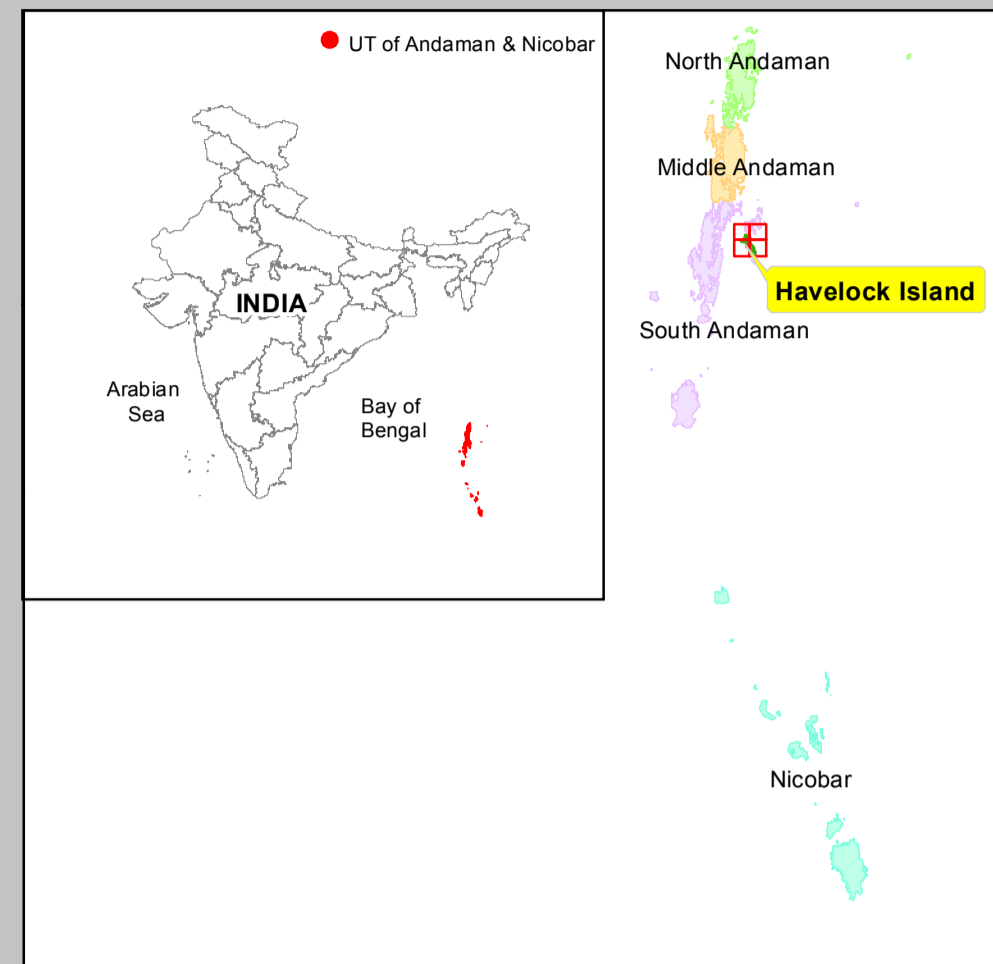 UT of Andaman & Nicobar
INDIA
Arabian
Sea
Bay of
Bengal
North Andaman
Middle Andaman
Havelock Island
South Andaman
Nicobar